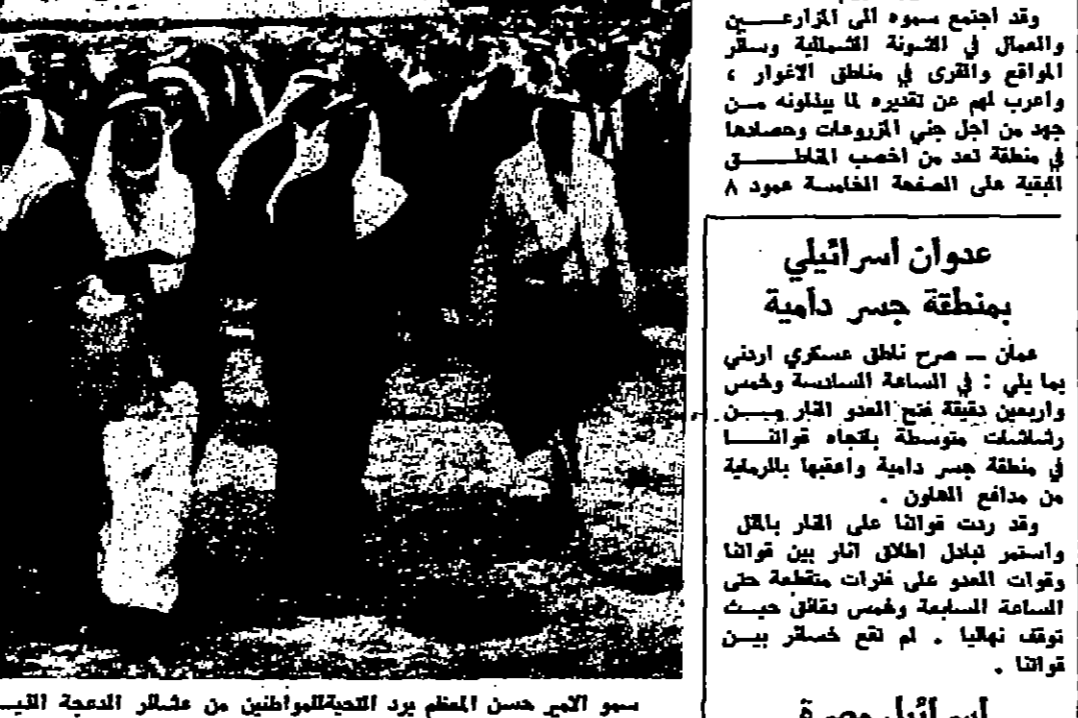 وقد اجتمع سموه الى المزارعين
والعمال في الشونة الشمالية وسائر
المواقع والقرى في مناطق الاغوار ،
واعرب لهم عن تقديره لما يبذلونه من
جهد من اجل جني المزروعات وحصادها
في منطقة تعد من اخصب المناطق
البقية على الصفحة الخامسة عمود ٨
عدوان اسرائيلي
بمنطقة جسر دامية
عمان ــ صرح ناطق عسكري اردني
بما يلي : في الساعة السادسة وخمس
واربعين دقيقة فتح العدو النار من
رشاشات متوسطة باتجاه قواتنا
في منطقة جسر دامية واعقبها بالرماية
من مدافع الهاون .
وقد ردت قواتنا على النار بالمثل
واستمر تبادل اطلاق النار بين قواتنا
وقوات العدو على فترات متقطعة حتى
الساعة السابعة وخمس دقائق حيث
توقف نهائيا . لم تقع خسائر بين
قواتنا .
اسرائيل مصرة
سمو الامير حسن المعظم يرد التحية للمواطنين من عشائر الدعجة